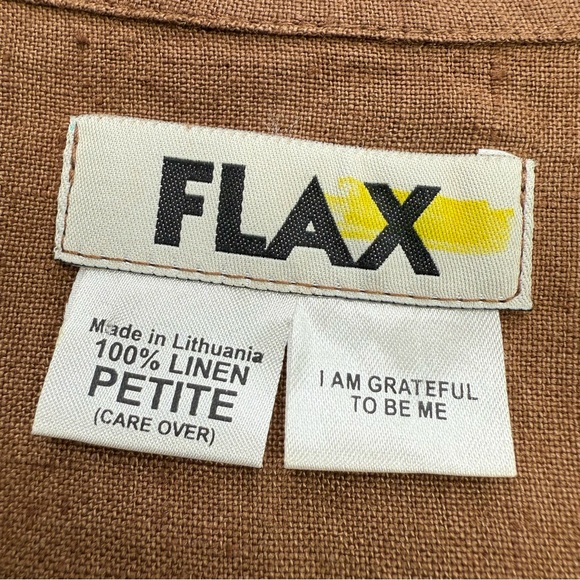 FLAX
Made in Lithuania
100% LINEN
PETITE
(CARE OVER)
I AM GRATEFUL
TO BE ME